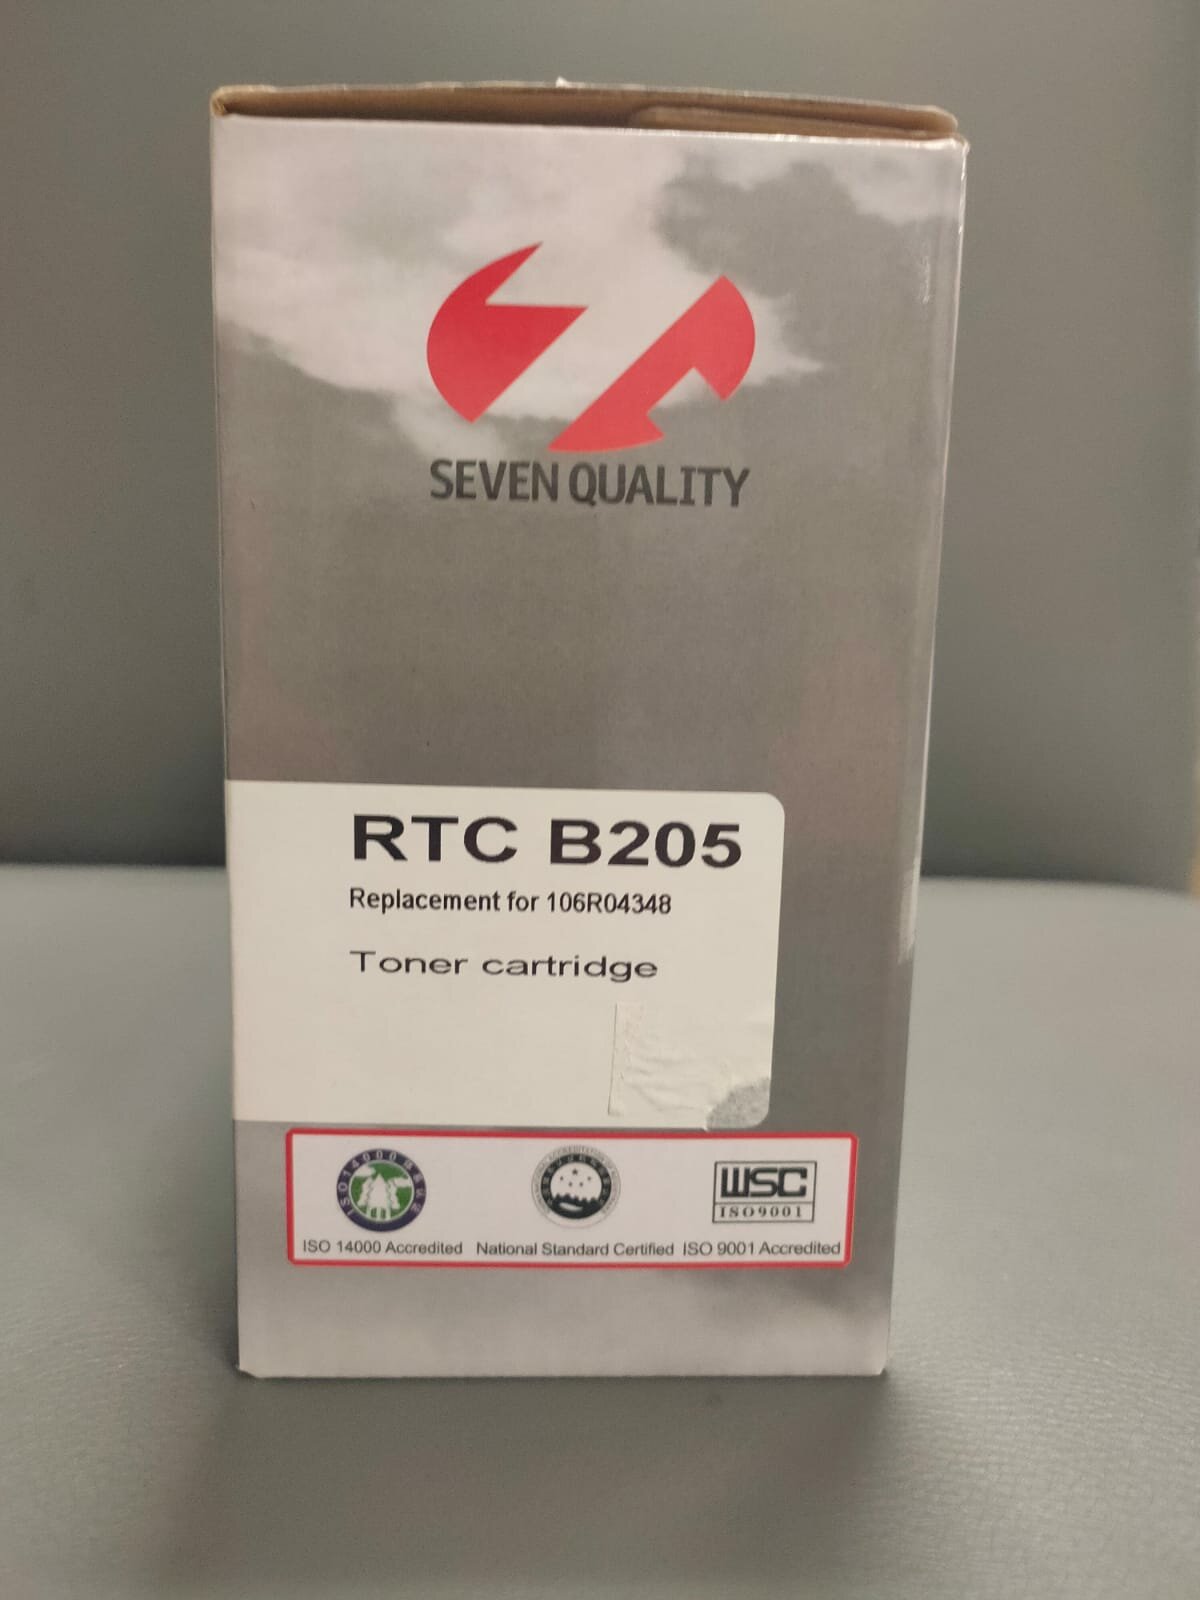 SEVEN QUALITY
RTC B205
Replacement for 106R04348
Toner cartridge
ISO14000
WSC
ISO9001
ISO 14000 Accredited National Standard Certified ISO 9001 Accredited